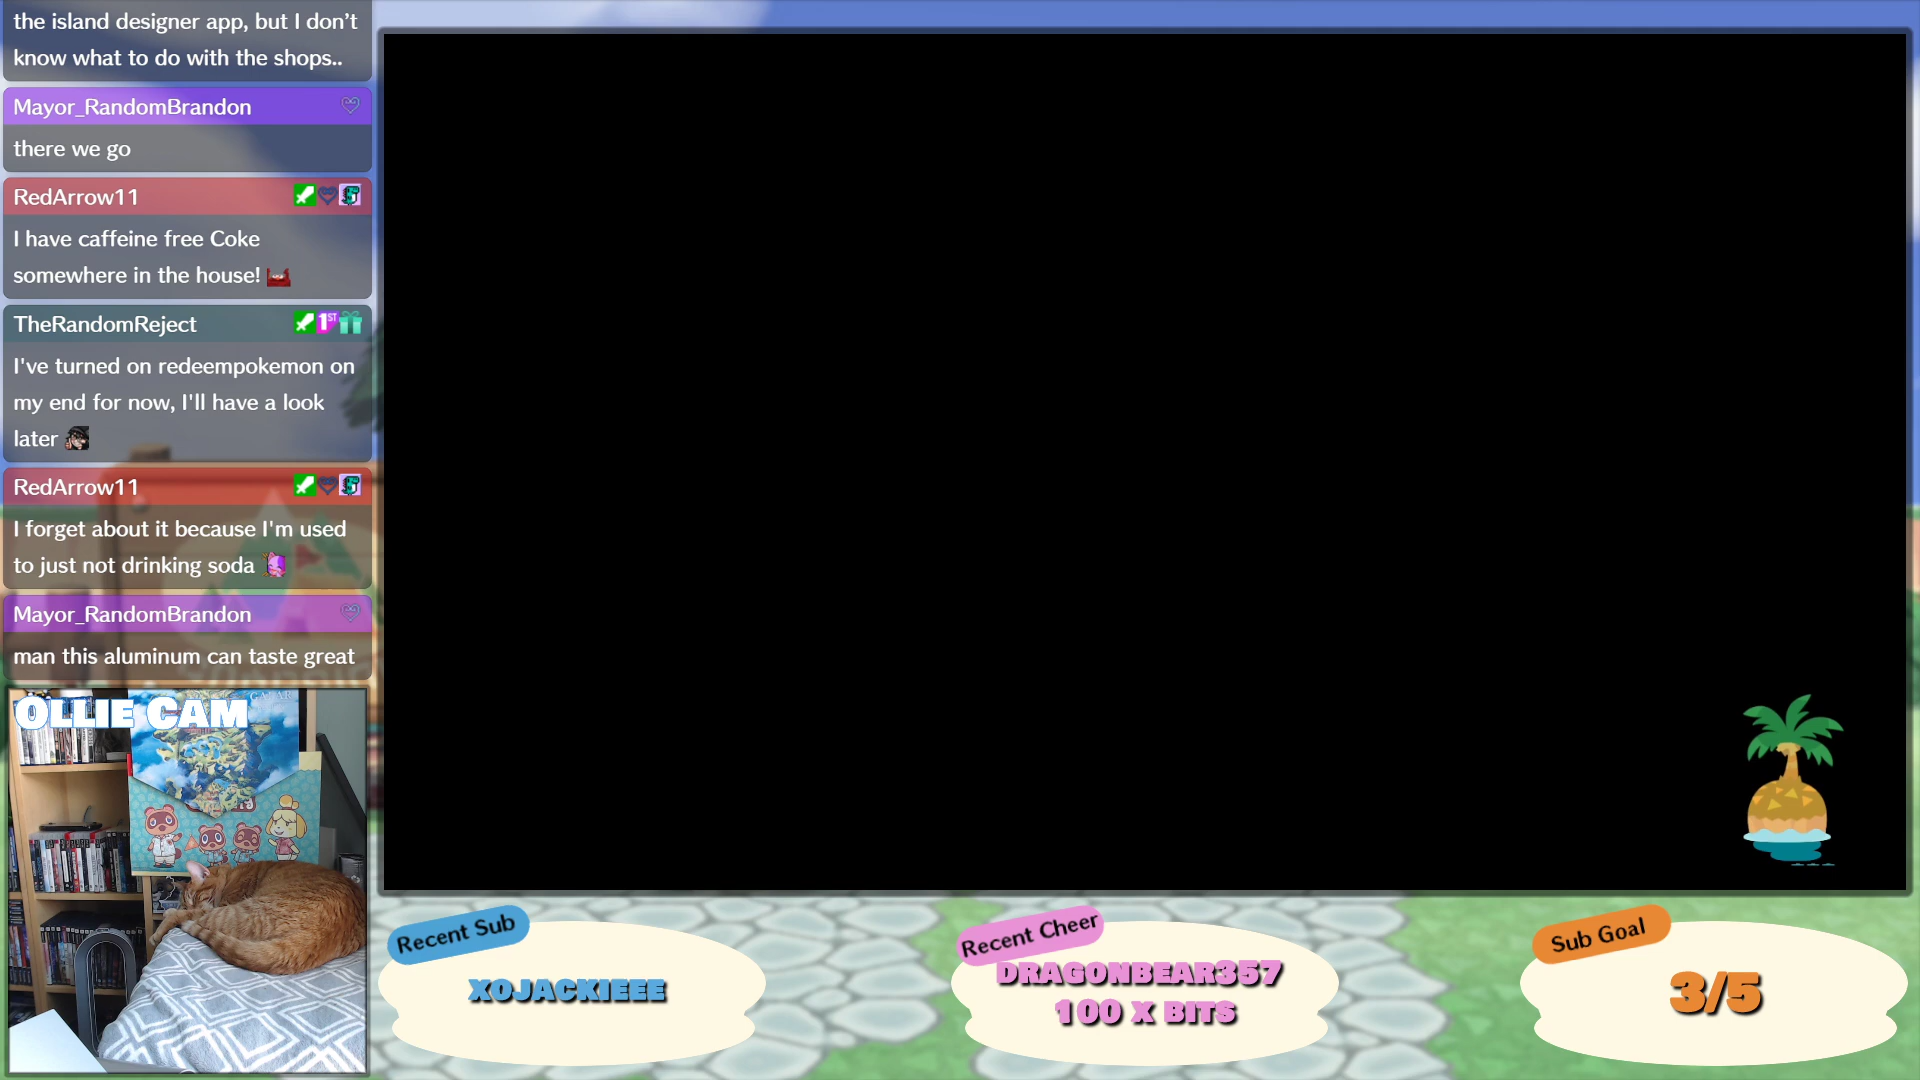 the island designer app, but I don't
know what to do with the shops..
Mayor_RandomBrandon
there we go
RedArrow11
I have caffeine free Coke
somewhere in the house!
TheRandomReject
1ST
I've turned on redeempokemon on
my end for now, I'll have a look
later
RedArrow11
I forget about it because I'm used
to just not drinking soda
Mayor_RandomBrandon
man this aluminum can taste great
OLLIE CAM
Recent Sub
XOJACKIEEE
Recent Cheer
DRAGONBEAR357
100 X BITS
Sub Goal
3/5